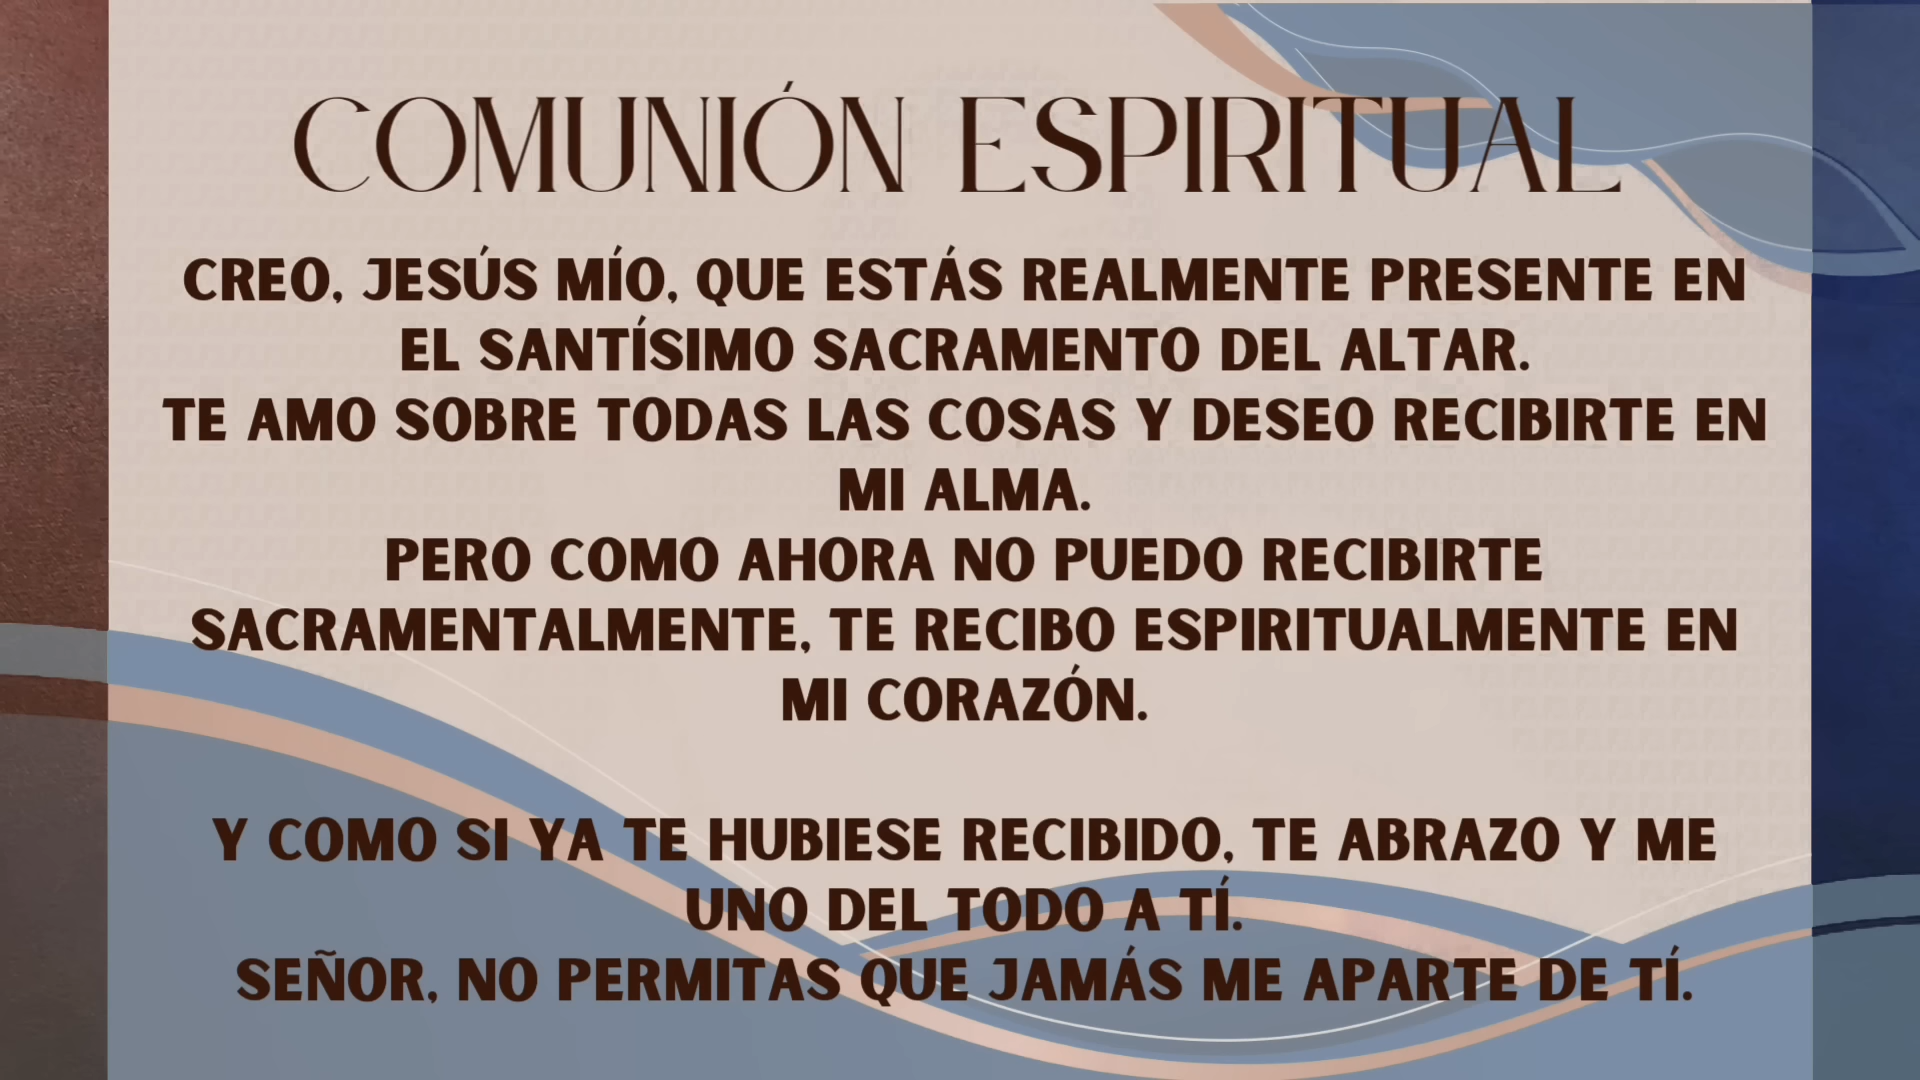 COMUNIÓN ESPIRITUAL
CREO, JESÚS MÍO, QUE ESTÁS REALMENTE PRESENTE EN
EL SANTÍSIMO SACRAMENTO DEL ALTAR.
TE AMO SOBRE TODAS LAS COSAS Y DESEO RECIBIRTE EN
MI ALMA.
PERO COMO AHORA NO PUEDO RECIBIRTE
SACRAMENTALMENTE, TE RECIBO ESPIRITUALMENTE EN
MI CORAZÓN.
Y COMO SI YA TE HUBIESE RECIBIDO, TE ABRAZO Y ME
UNO DEL TODO A TÍ.
SEÑOR, NO PERMITAS QUE JAMÁS ME APARTE DE TÍ.